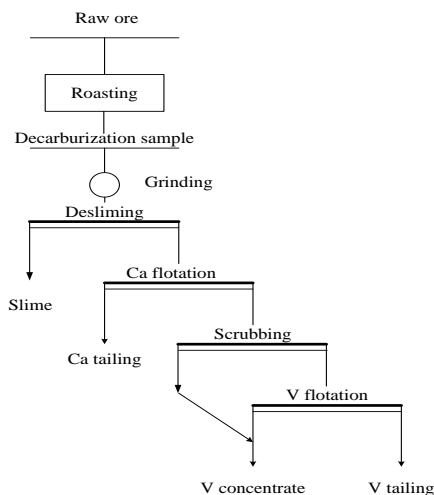 Raw ore
Roasting
Decarburization sample
Grinding
Desliming
Ca flotation
Slime
Scrubbing
Ca tailing
V flotation
V concentrate
V tailing